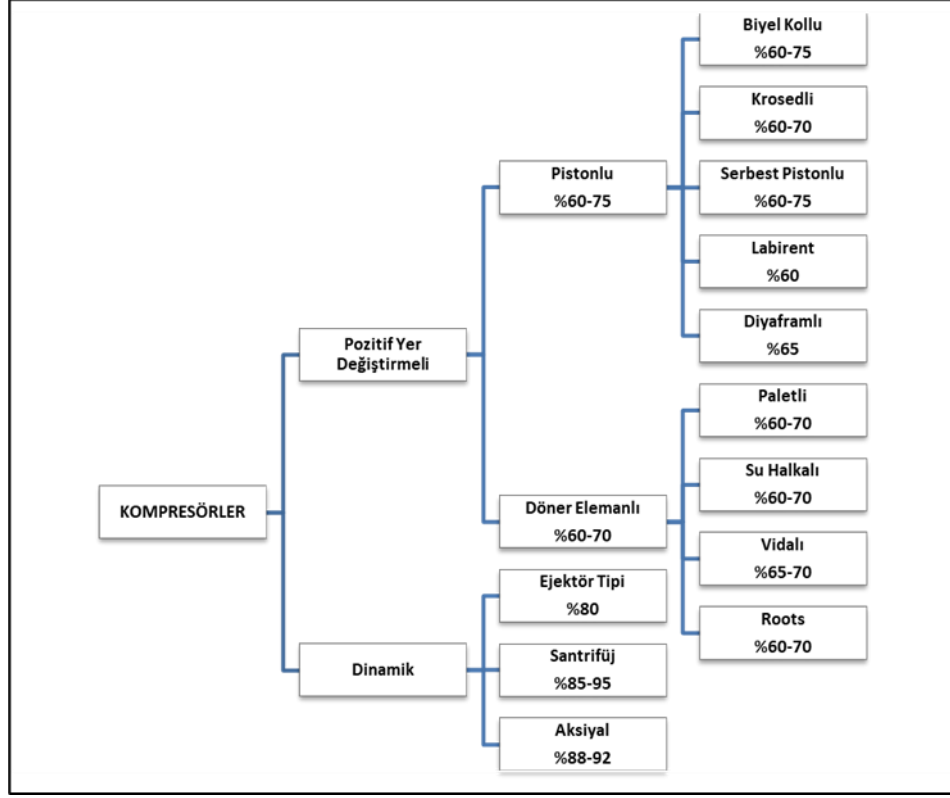 KOMPRESÖRLER
Pozitif Yer
Değiştirmeli
Pistonlu
%60-75
Biyel Kollu
%60-75
Krosedli
%60-70
Serbest Pistonlu
%60-75
Labirent
%60
Diyaframlı
%65
Döner Elemanlı
%60-70
Paletli
%60-70
Su Halkalı
%60-70
Vidalı
%65-70
Roots
%60-70
Dinamik
Ejektör Tipi
%80
Santrifüj
%85-95
Aksiyal
%88-92